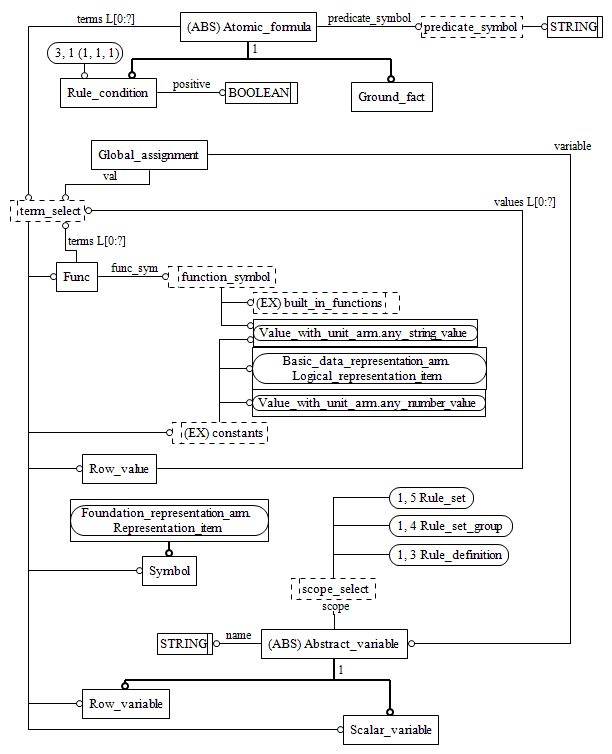 terms L[0:?]
(ABS) Atomic_formula
predicate_symbol
predicate_symbol
STRING
3, 1 (1, 1, 1)
1
Rule_condition
positive
BOOLEAN
Ground_fact
Global_assignment
variable
val
term_select
values L[0:?]
terms L[0:?]
Func
func_sym
function_symbol
(EX) built_in_functions
Value_with_unit_arm.any_string_value
Basic_data_representation_arm.
Logical_representation_item
Value_with_unit_arm.any_number_value
(EX) constants
Row_value
1, 5 Rule_set
Foundation_representation_arm.
Representation_item
1, 4 Rule_set_group
1, 3 Rule_definition
Symbol
scope_select
scope
STRING
name
(ABS) Abstract_variable
1
Row_variable
Scalar_variable